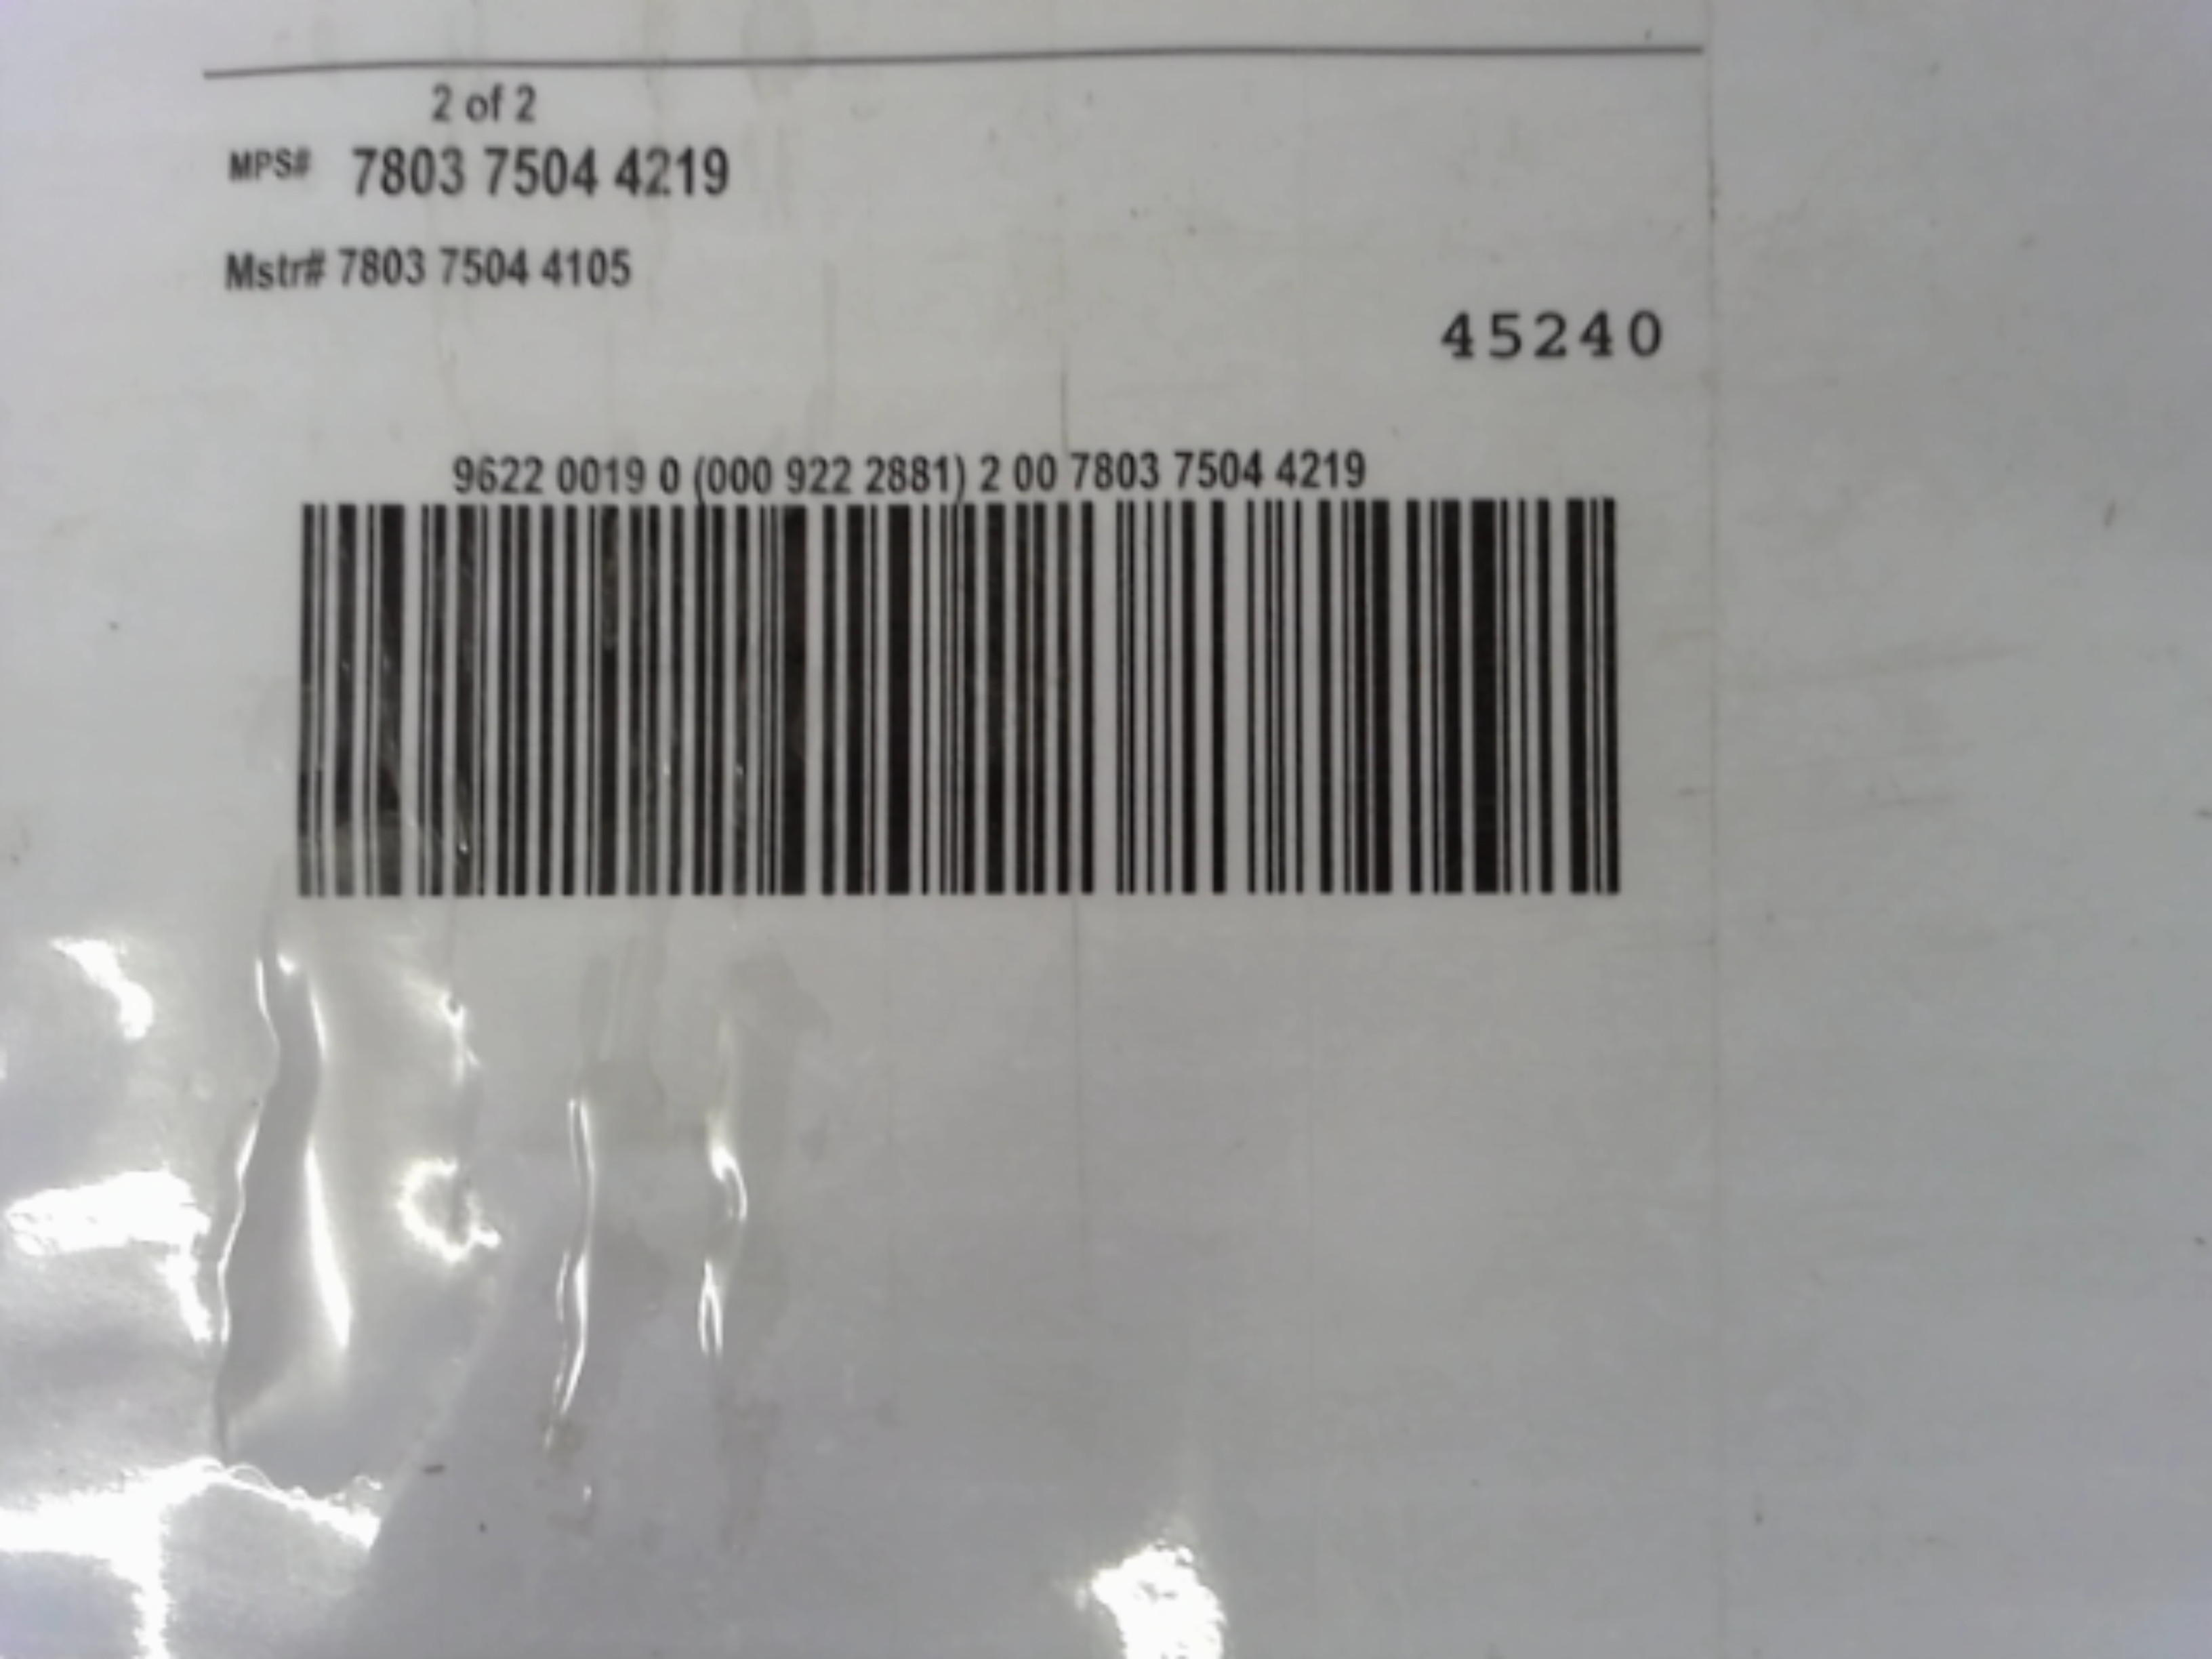 2 of 2
MPS# 7803 7504 4219
Mstr# 7803 7504 4105
45240
9622 0019 0 (000 922 2881) 2 00 7803 7504 4219